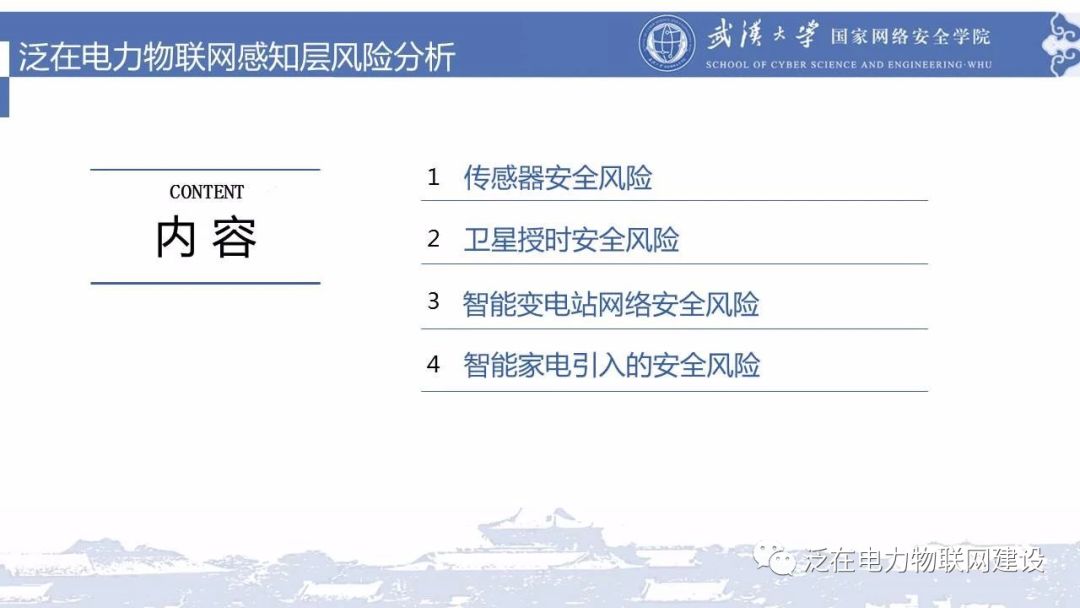 泛在电力物联网感知层风险分析
武漢大学 国家网络安全学院
SCHOOL OF CYBER SCIENCE AND ENGINEERING·WHU
CONTENT
内 容
1 传感器安全风险
2 卫星授时安全风险
3 智能变电站网络安全风险
4 智能家电引入的安全风险
泛在电力物联网建设